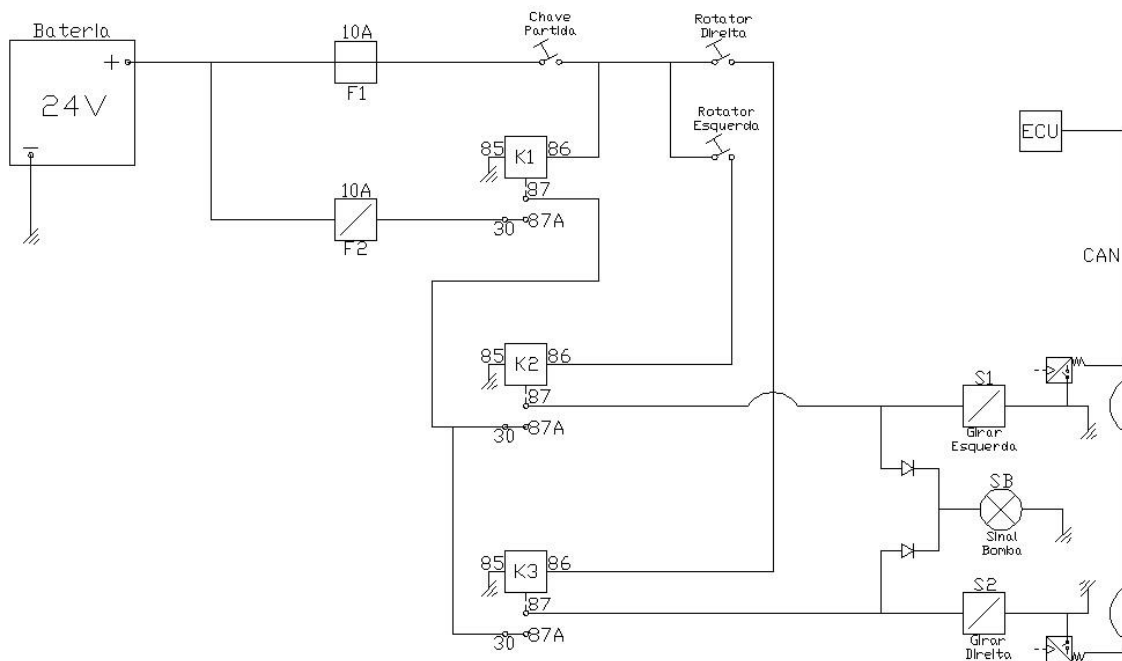 Bateria
+
24V
-
10A
F1
Chave
Partida
Rotator
Direita
Rotator
Esquerda
ECU
85
K1
86
87
10A
F2
30
87A
CAN
85
K2
86
87
30
87A
S1
Girar
Esquerda
SB
Sinal
Bomba
85
K3
86
87
30
87A
S2
Girar
Direita